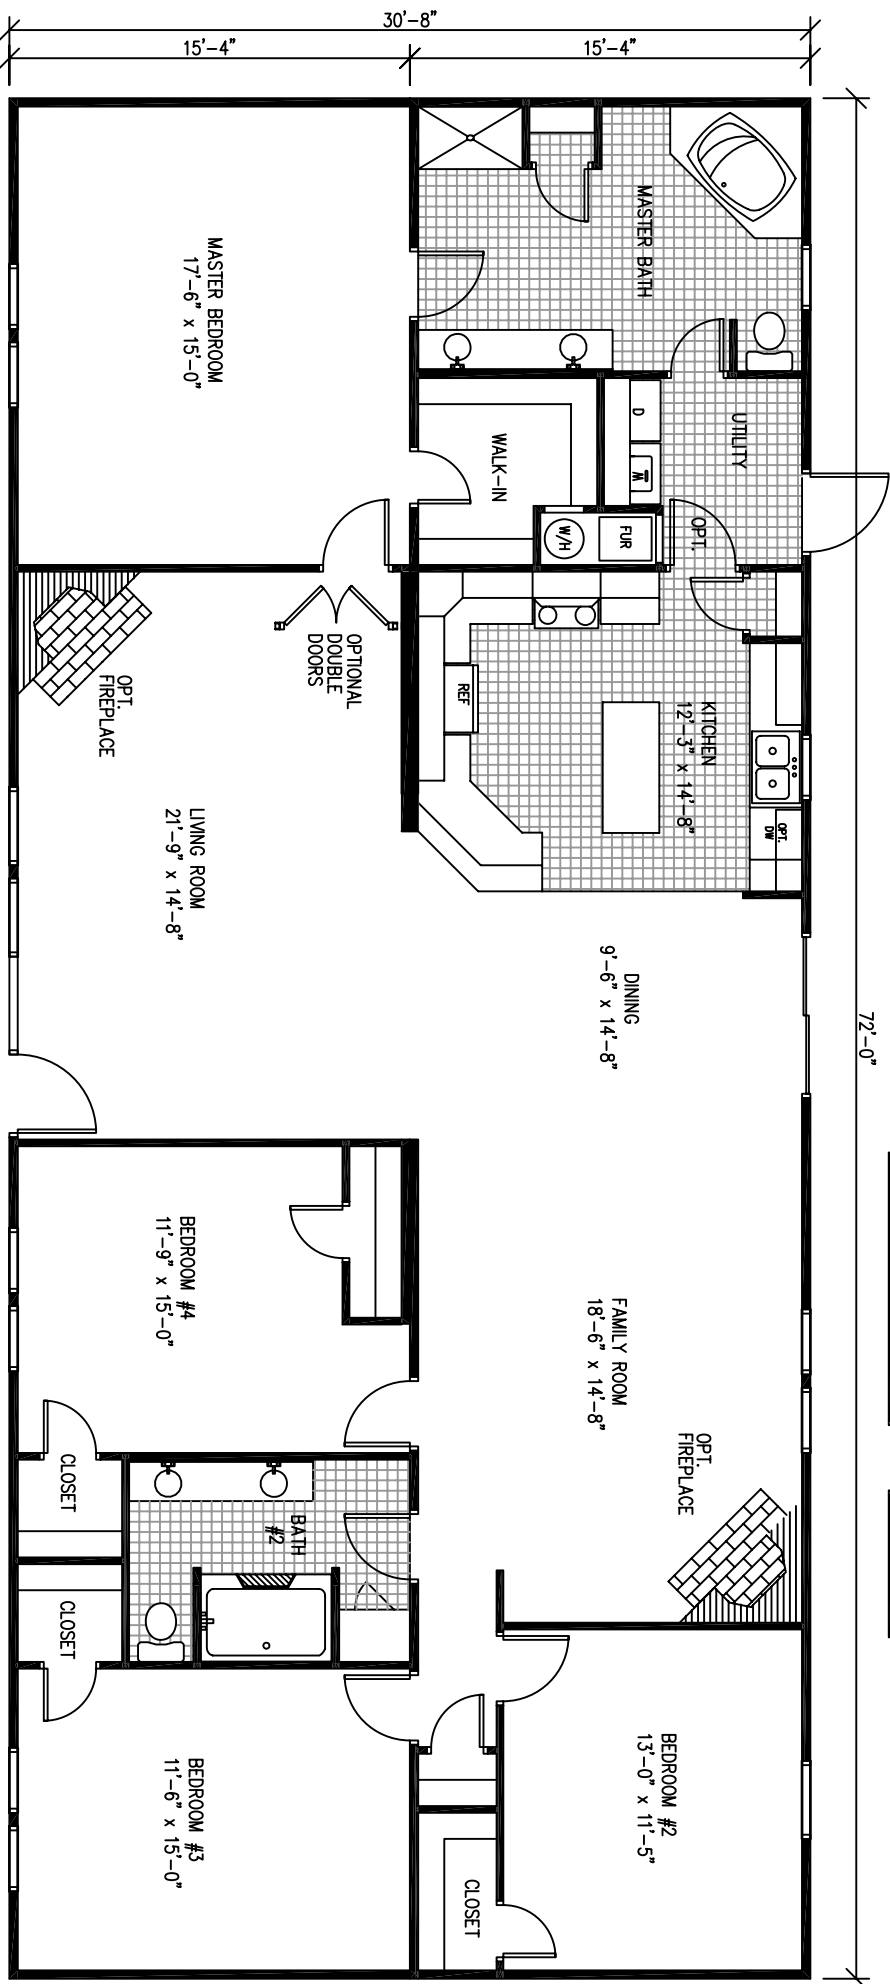 30'-8"
15'-4"
15'-4"
72'-0"
MASTER BEDROOM
17'-6" x 15'-0"
MASTER BATH
WALK-IN
UTILITY
D
W
OPT.
W/H
FUR
OPTIONAL
DOUBLE
DOORS
OPT.
FIREPLACE
REF
KITCHEN
12'-3" x 14'-8"
OPT.
DW
LIVING ROOM
21'-9" x 14'-8"
DINING
9'-6" x 14'-8"
FAMILY ROOM
18'-6" x 14'-8"
OPT.
FIREPLACE
BEDROOM #4
11'-9" x 15'-0"
CLOSET
BATH
#2
CLOSET
BEDROOM #3
11'-6" x 15'-0"
BEDROOM #2
13'-0" x 11'-5"
CLOSET